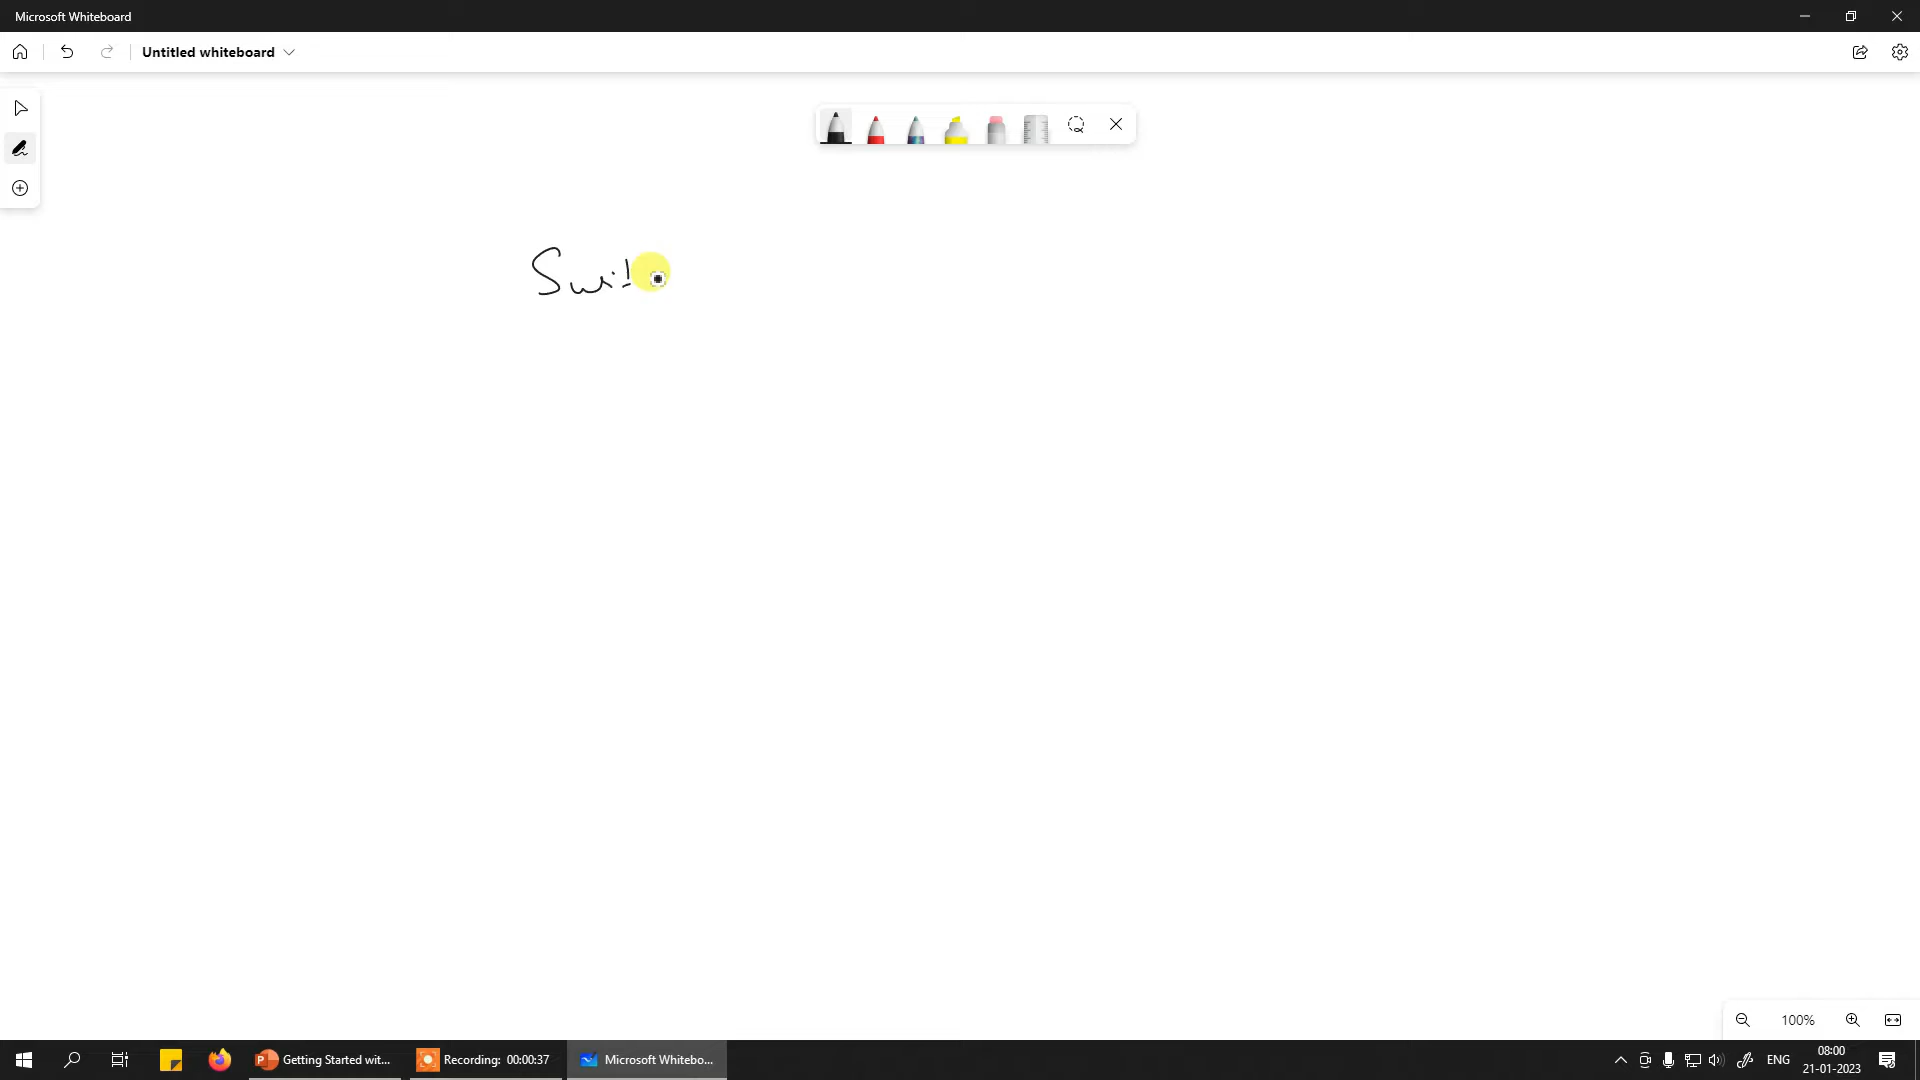 Microsoft Whiteboard
Untitled whiteboard
Swit
100%
Getting Started wit...
Recording: 00:00:37
Microsoft Whitebo...
ENG
08:00
21-01-2023